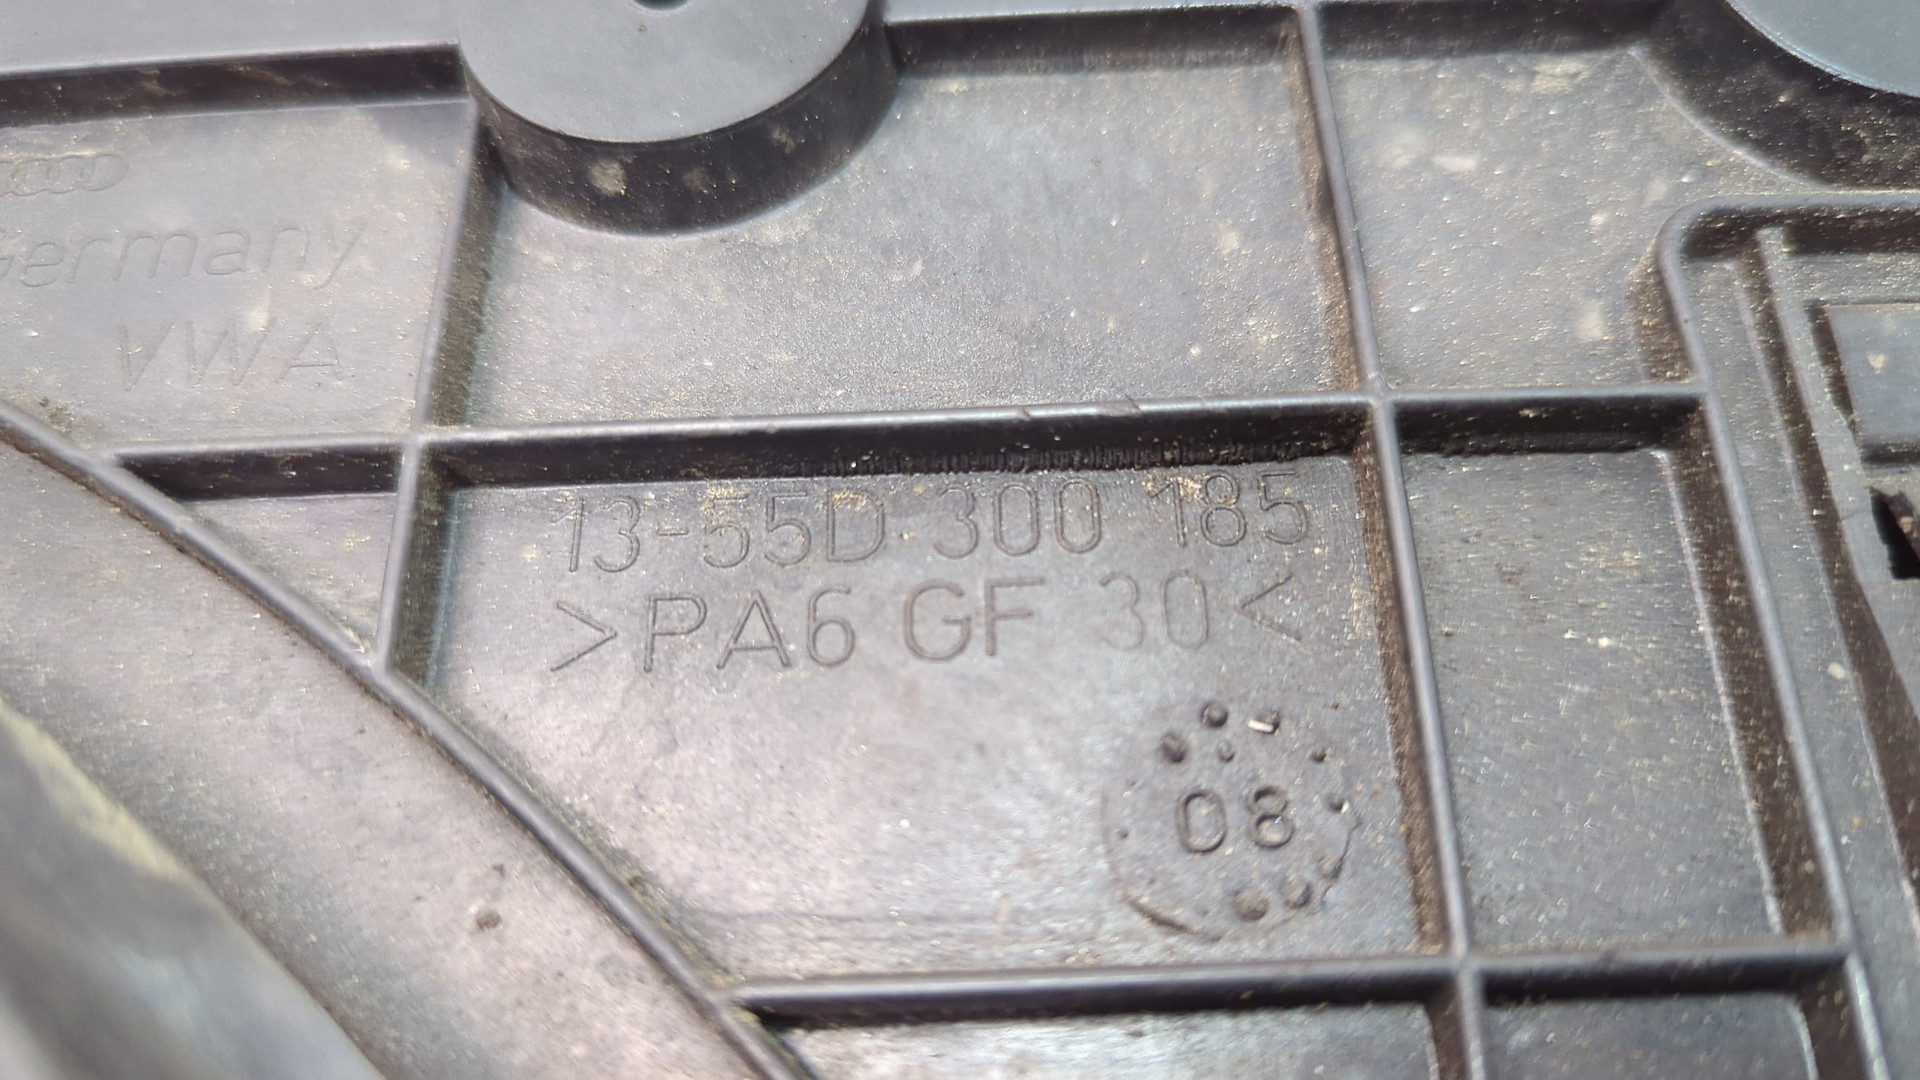 Germany
VWA
13-55D 300 185
>PA6 GF 30<
08